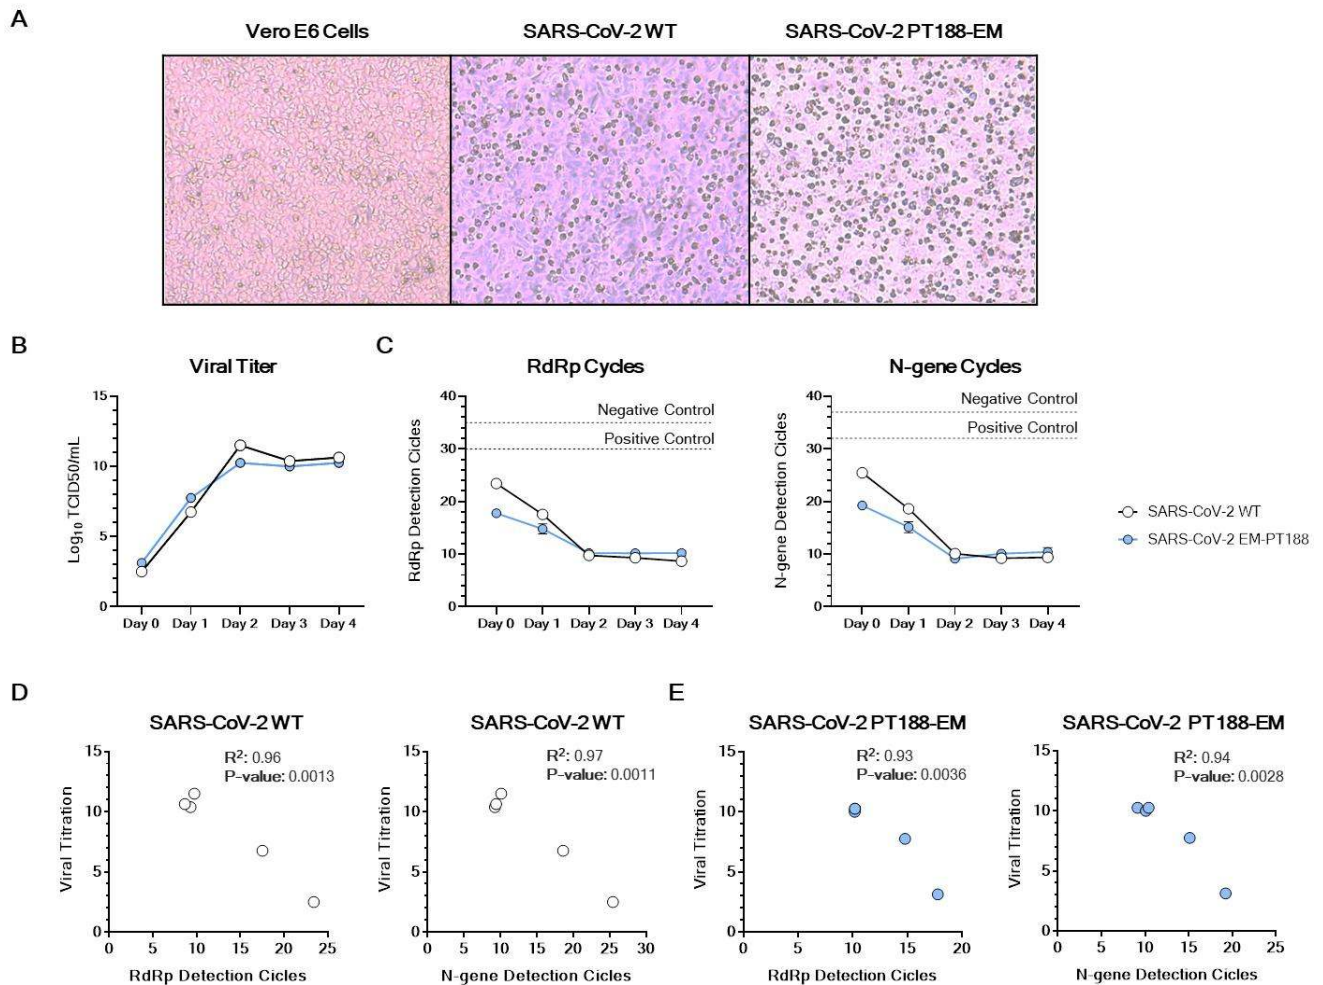 A
Vero E6 Cells
SARS-CoV-2 WT
SARS-CoV-2 PT188-EM
B
Viral Titer
Log10 TCID50/mL
15
10
5
0
Day 0 Day 1 Day 2 Day 3 Day 4
C
RdRp Cycles
RdRp Detection Cicles
40
30
20
10
0
Negative Control
Positive Control
Day 0 Day 1 Day 2 Day 3 Day 4
N-gene Cycles
N-gene Detection Cicles
40
30
20
10
0
Negative Control
Positive Control
Day 0 Day 1 Day 2 Day 3 Day 4
SARS-CoV-2 WT
SARS-CoV-2 EM-PT188
D
SARS-CoV-2 WT
R²: 0.96
P-value: 0.0013
Viral Titration
15
10
5
0
0 5 10 15 20 25
RdRp Detection Cicles
SARS-CoV-2 WT
R²: 0.97
P-value: 0.0011
Viral Titration
15
10
5
0
0 5 10 15 20 25 30
N-gene Detection Cicles
E
SARS-CoV-2 PT188-EM
R²: 0.93
P-value: 0.0036
Viral Titration
15
10
5
0
0 5 10 15 20
RdRp Detection Cicles
SARS-CoV-2 PT188-EM
R²: 0.94
P-value: 0.0028
Viral Titration
15
10
5
0
0 5 10 15 20 25
N-gene Detection Cicles